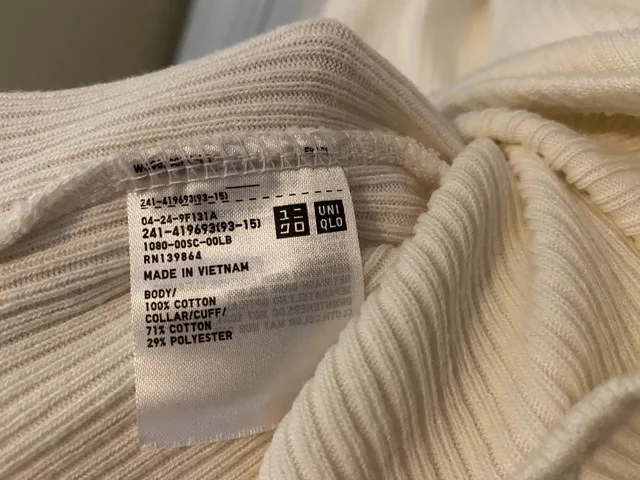 241-419693(93-15)
04-24-9F131A
241-419693(93-15)
1080-00SC-00LB
RN139864
MADE IN VIETNAM
ユニ
クロ
UNI
QLO
BODY/
100% COTTON
COLLAR/CUFF/
71% COTTON
29% POLYESTER